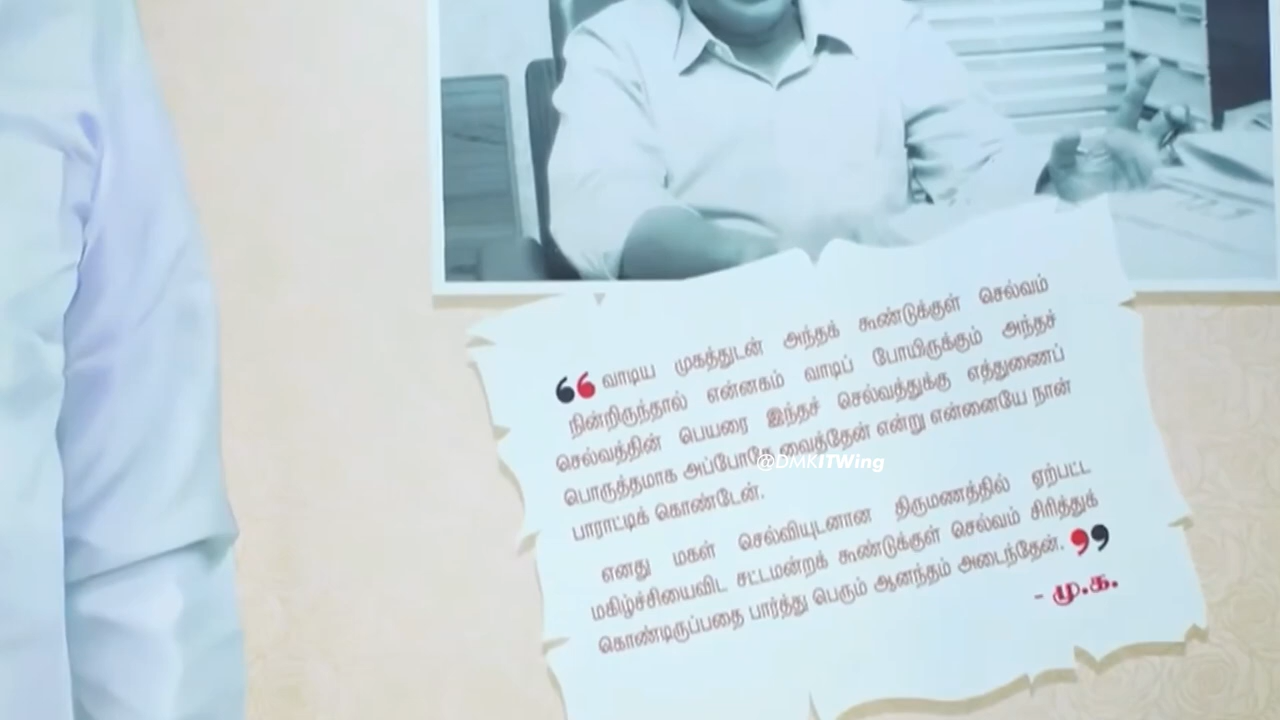 ❝ வாடிய முகத்துடன் அந்தக் கூண்டுக்குள் செல்வம்
நின்றிருந்தால் என்னகம் வாடிப் போயிருக்கும் அந்தச்
செல்வத்தின் பெயரை இந்தச் செல்வத்துக்கு எத்துணைப்
பொருத்தமாக அப்போதே வைத்தேன் என்று என்னையே நான்
பாராட்டிக் கொண்டேன்.
@DMKITWing
எனது மகள் செல்வியுடனான திருமணத்தில் ஏற்பட்ட
மகிழ்ச்சியைவிட சட்டமன்றக் கூண்டுக்குள் செல்வம் சிரித்துக்
கொண்டிருப்பதை பார்த்து பெரும் ஆனந்தம் அடைந்தேன். ❞
- மு.க.